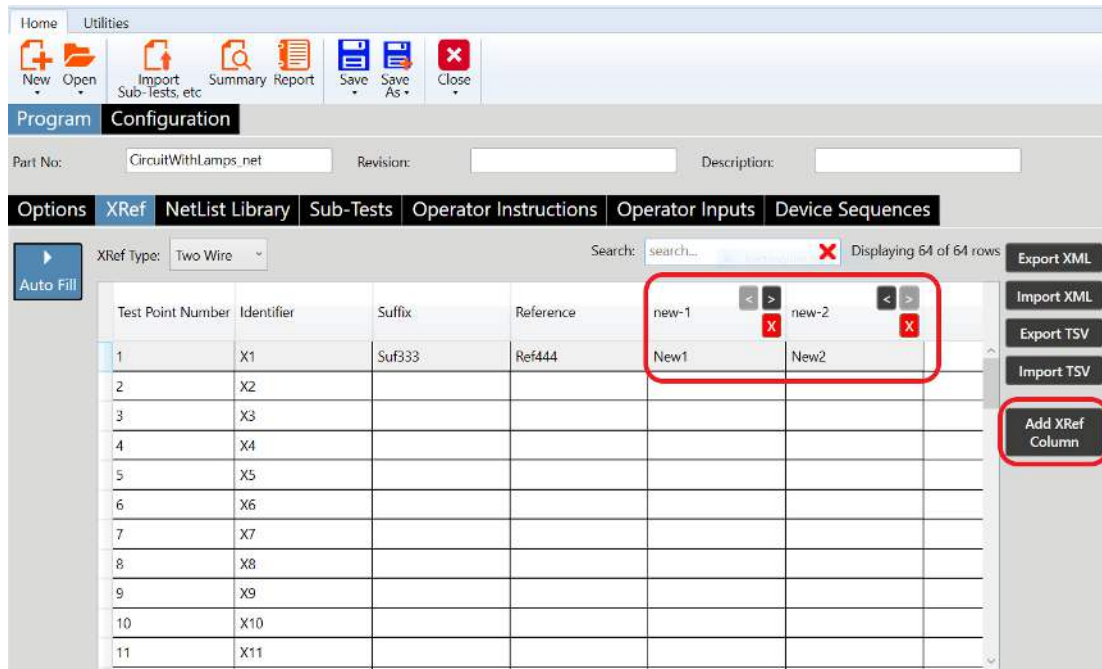 Home Utilities
New Open Import Sub-Tests, etc Summary Report Save Save As Close
Program Configuration
Part No: CircuitWithLamps_net Revision: Description:
Options XRef NetList Library Sub-Tests Operator Instructions Operator Inputs Device Sequences
Auto Fill
XRef Type: Two Wire Search: search... X Displaying 64 of 64 rows
Export XML
Import XML
Export TSV
Import TSV
Add XRef
Column
Test Point Number Identifier Suffix Reference new-1 < > X new-2 < > X
1 X1 Suf333 Ref444 New1 New2
2 X2
3 X3
4 X4
5 X5
6 X6
7 X7
8 X8
9 X9
10 X10
11 X11